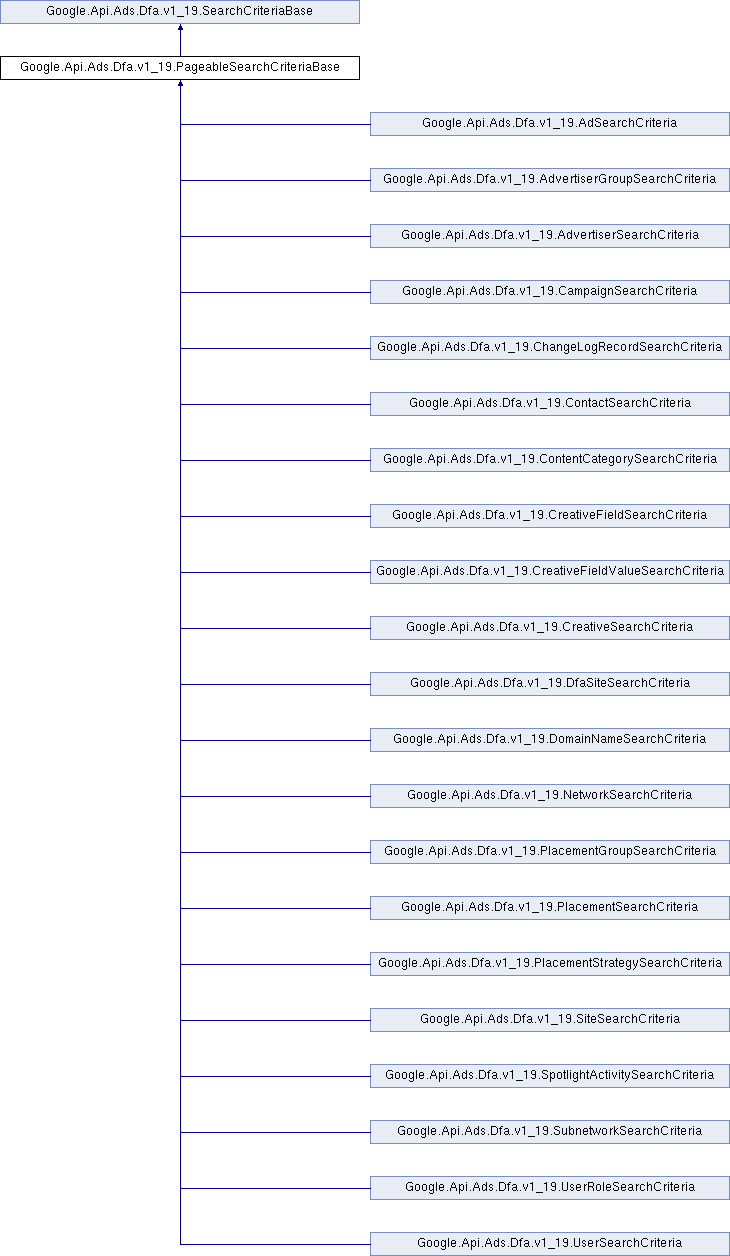 Google.Api.Ads.Dfa.v1_19.SearchCriteriaBase
Google.Api.Ads.Dfa.v1_19.PageableSearchCriteriaBase
Google.Api.Ads.Dfa.v1_19.AdSearchCriteria
Google.Api.Ads.Dfa.v1_19.AdvertiserGroupSearchCriteria
Google.Api.Ads.Dfa.v1_19.AdvertiserSearchCriteria
Google.Api.Ads.Dfa.v1_19.CampaignSearchCriteria
Google.Api.Ads.Dfa.v1_19.ChangeLogRecordSearchCriteria
Google.Api.Ads.Dfa.v1_19.ContactSearchCriteria
Google.Api.Ads.Dfa.v1_19.ContentCategorySearchCriteria
Google.Api.Ads.Dfa.v1_19.CreativeFieldSearchCriteria
Google.Api.Ads.Dfa.v1_19.CreativeFieldValueSearchCriteria
Google.Api.Ads.Dfa.v1_19.CreativeSearchCriteria
Google.Api.Ads.Dfa.v1_19.DfaSiteSearchCriteria
Google.Api.Ads.Dfa.v1_19.DomainNameSearchCriteria
Google.Api.Ads.Dfa.v1_19.NetworkSearchCriteria
Google.Api.Ads.Dfa.v1_19.PlacementGroupSearchCriteria
Google.Api.Ads.Dfa.v1_19.PlacementSearchCriteria
Google.Api.Ads.Dfa.v1_19.PlacementStrategySearchCriteria
Google.Api.Ads.Dfa.v1_19.SiteSearchCriteria
Google.Api.Ads.Dfa.v1_19.SpotlightActivitySearchCriteria
Google.Api.Ads.Dfa.v1_19.SubnetworkSearchCriteria
Google.Api.Ads.Dfa.v1_19.UserRoleSearchCriteria
Google.Api.Ads.Dfa.v1_19.UserSearchCriteria